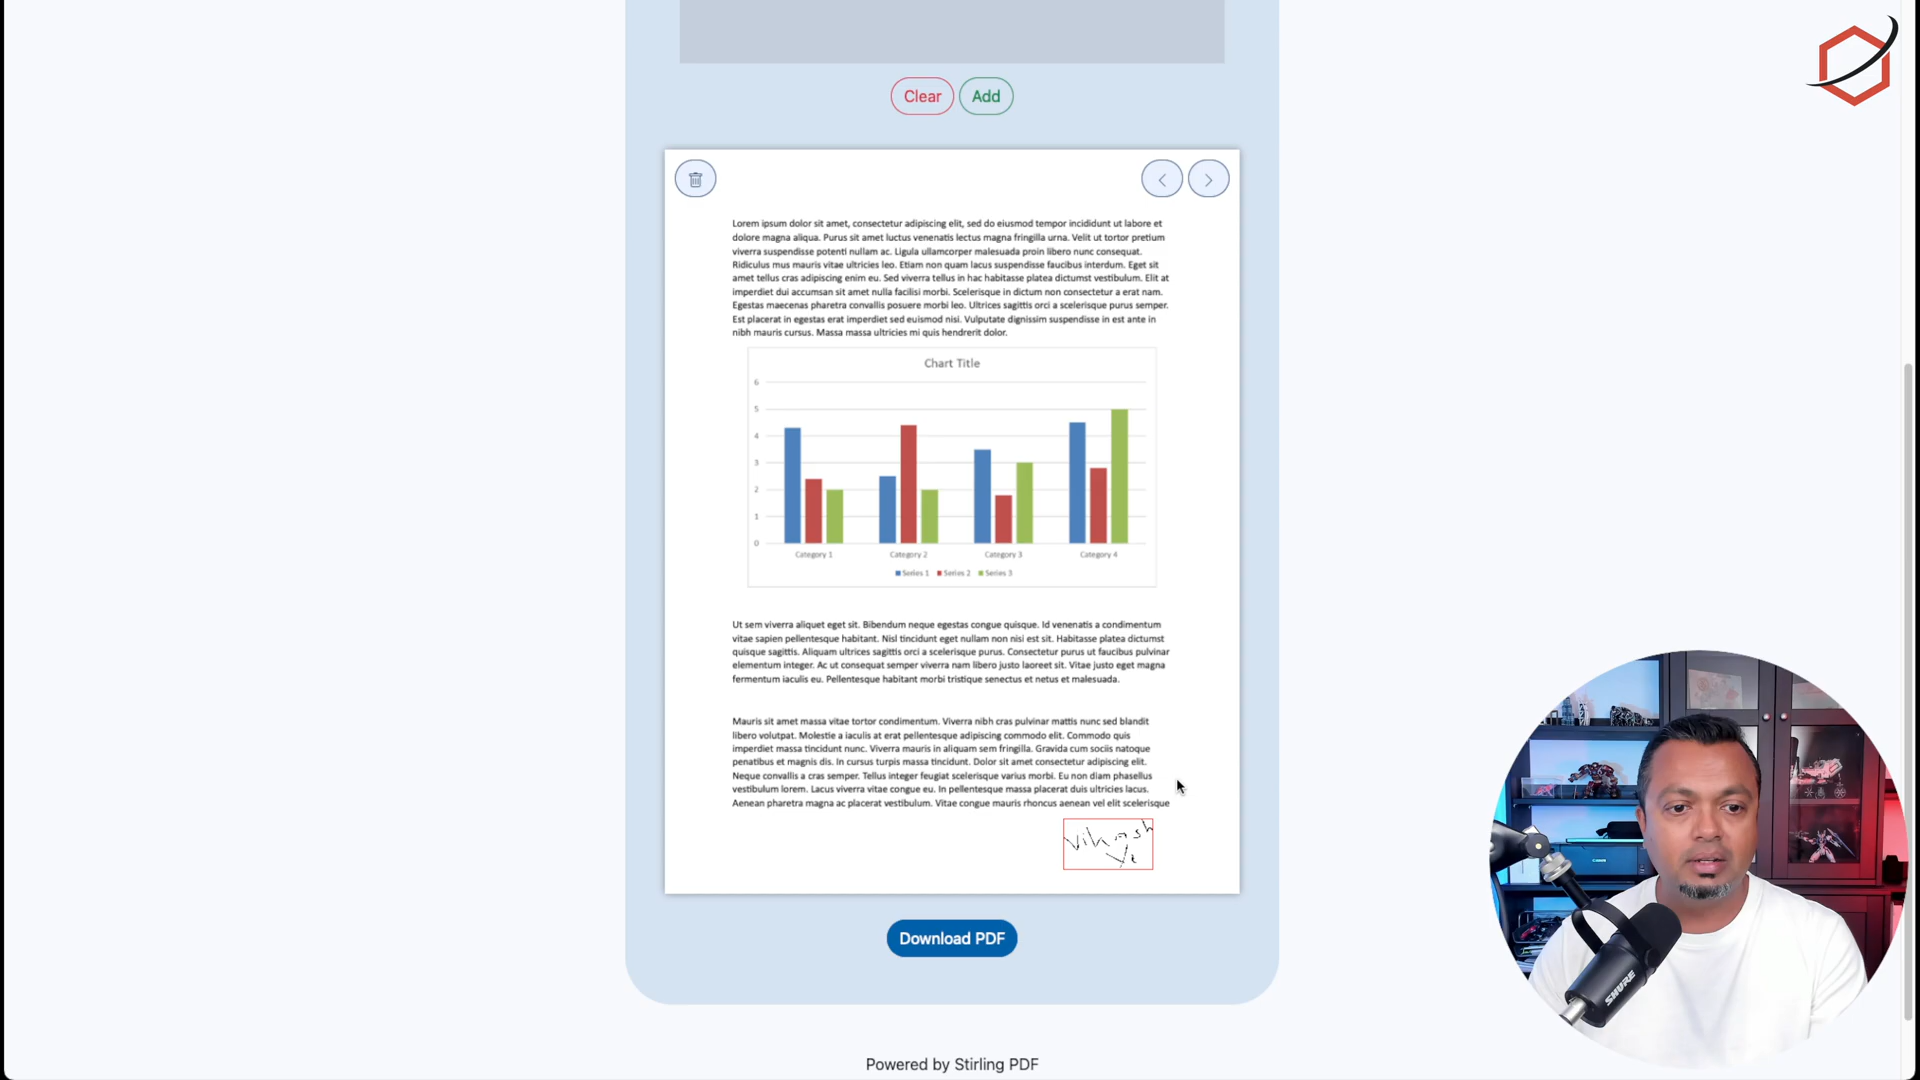 Clear Add
Lorem ipsum dolor sit amet, consectetur adipiscing elit, sed do eiusmod tempor incididunt ut labore et
dolore magna aliqua. Purus sit amet luctus venenatis lectus magna fringilla urna. Velit ut tortor pretium
viverra suspendisse potenti nullam ac. Ligula ullamcorper malesuada proin libero nunc consequat.
Ridiculus mus mauris vitae ultricies leo. Etiam non quam lacus suspendisse faucibus interdum. Eget sit
amet tellus cras adipiscing enim eu. Sed viverra tellus in hac habitasse platea dictumst vestibulum. Elit at
imperdiet dui accumsan sit amet nulla facilisi morbi. Scelerisque in dictum non consectetur a erat nam.
Egestas maecenas pharetra convallis posuere morbi leo. Ultrices sagittis orci a scelerisque purus semper.
Est placerat in egestas erat imperdiet sed euismod nisi. Vulputate dignissim suspendisse in est ante in
nibh mauris cursus. Massa massa ultricies mi quis hendrerit dolor.
Chart Title
6
5
4
3
2
1
0
Category 1 Category 2 Category 3 Category 4
Series 1 Series 2 Series 3
Ut sem viverra aliquet eget sit. Bibendum neque egestas congue quisque. Id venenatis a condimentum
vitae sapien pellentesque habitant. Nisl tincidunt eget nullam non nisi est sit. Habitasse platea dictumst
quisque sagittis. Aliquam ultrices sagittis orci a scelerisque purus. Consectetur purus ut faucibus pulvinar
elementum integer. Ac ut consequat semper viverra nam libero justo laoreet sit. Vitae justo eget magna
fermentum iaculis eu. Pellentesque habitant morbi tristique senectus et netus et malesuada.
Mauris sit amet massa vitae tortor condimentum. Viverra nibh cras pulvinar mattis nunc sed blandit
libero volutpat. Molestie a iaculis at erat pellentesque adipiscing commodo elit. Commodo quis
imperdiet massa tincidunt nunc. Viverra mauris in aliquam sem fringilla. Gravida cum sociis natoque
penatibus et magnis dis. In cursus turpis massa tincidunt. Dolor sit amet consectetur adipiscing elit.
Neque convallis a cras semper. Tellus integer feugiat scelerisque varius morbi. Eu non diam phasellus
vestibulum lorem. Lacus viverra vitae congue eu. In pellentesque massa placerat duis ultricies lacus.
Aenean pharetra magna ac placerat vestibulum. Vitae congue mauris rhoncus aenean vel elit scelerisque
Vikash
Download PDF
SHURE
Powered by Stirling PDF